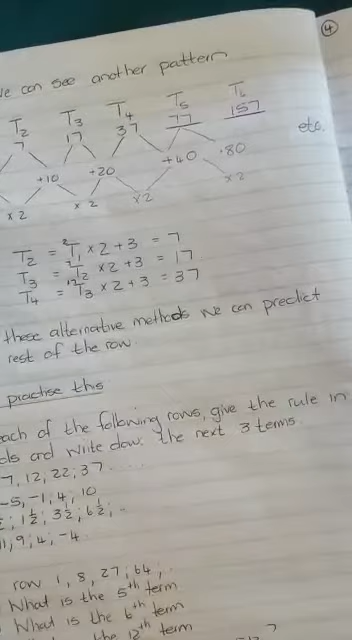 ④
we can see another pattern
T2 T3 T4 T5 T6
7 17 37 77 157
etc.
+10 +20 +40 +80
x2 x2 x2 x2
T2 = T1 x 2 + 3 = 7
T3 = T2 x 2 + 3 = 17
T4 = T3 x 2 + 3 = 37
these alternative methods we can predict
rest of the row.
practise this
each of the following rows, give the rule in
and write down the next 3 terms.
7, 12; 22; 37.....
-5, -1; 4; 10
; 1½; 3½; 6½;..
11, 9; 4; -4.
row 1, 8, 27; 64;.
What is the 5th term
What is the 6th term
the 12th term ?